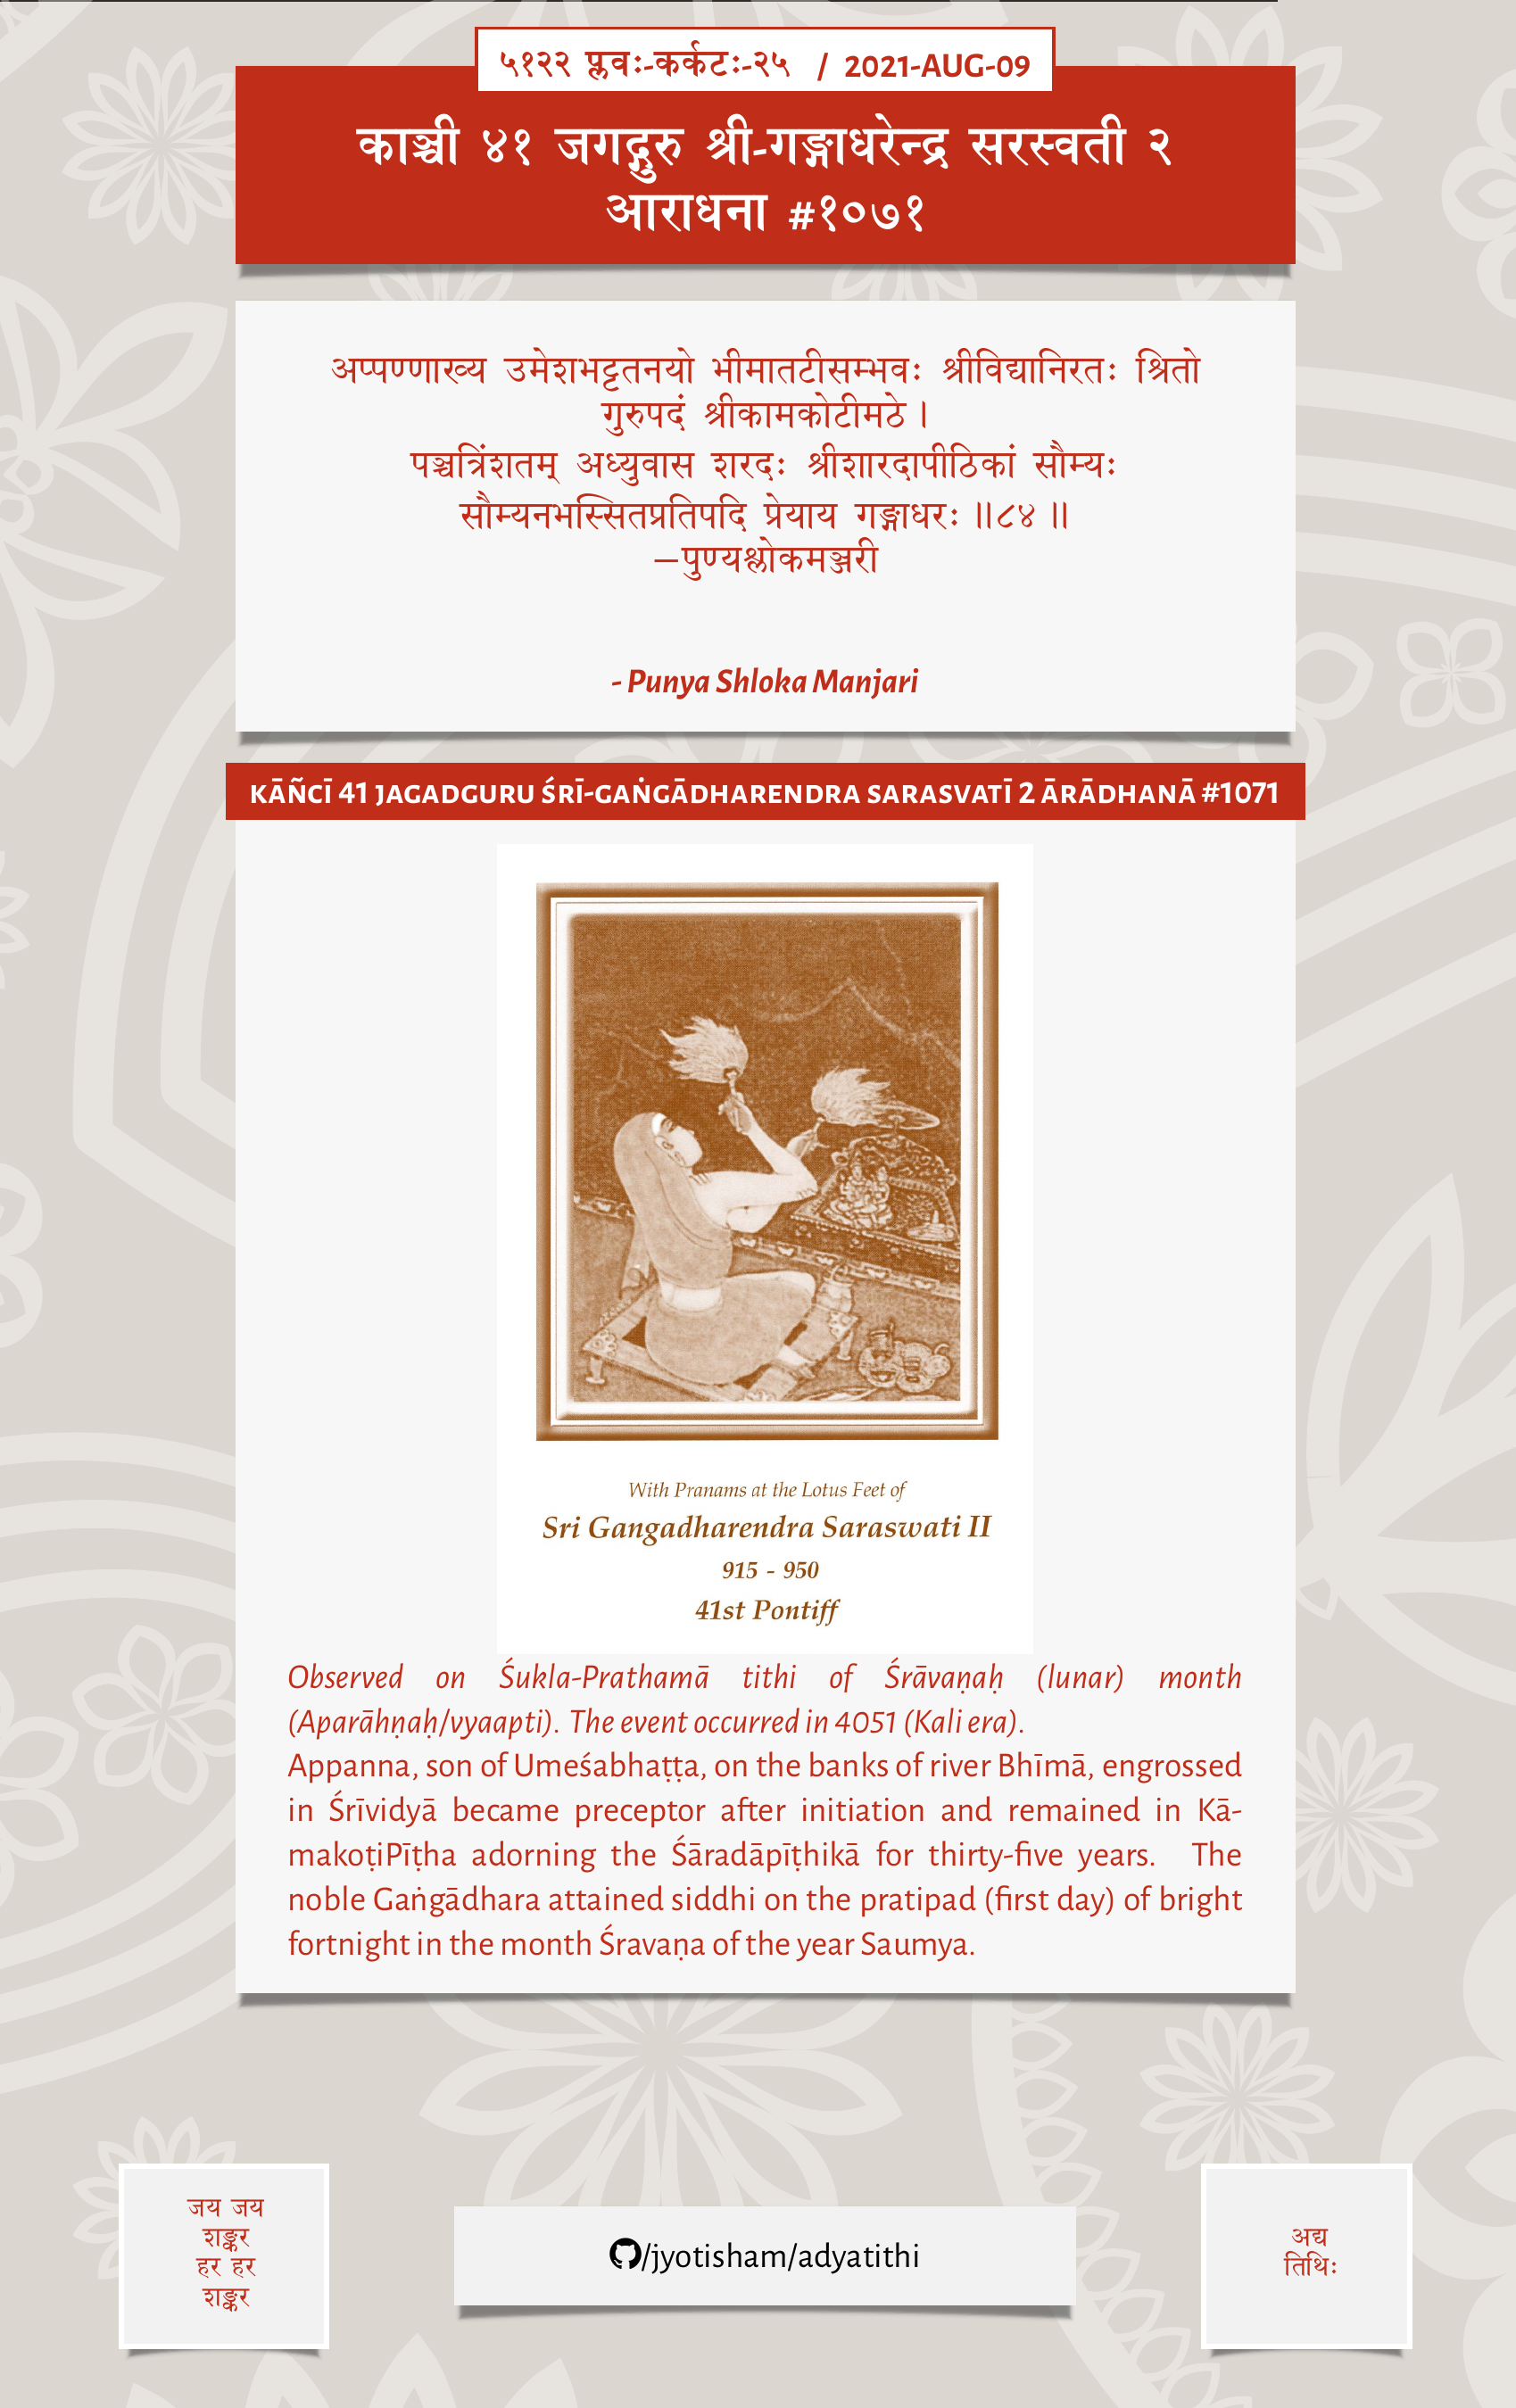 ५१२२ प्लवः-कर्कटः-२५ / 2021-AUG-09
काञ्ची ४१ जगद्गुरु श्री-गङ्गाधरेन्द्र सरस्वती २
आराधना #१०७१
अप्पण्णाख्य उमेशभट्टतनयो भीमातटीसम्भवः श्रीविद्यानिरतः श्रितो
गुरुपदं श्रीकामकोटीमठे ।
पञ्चत्रिंशतम् अध्युवास शरदः श्रीशारदापीठिकां सौम्यः
सौम्यनभस्सितप्रतिपदि प्रेयाय गङ्गाधरः ॥८४ ॥
—पुण्यश्लोकमञ्जरी
- Punya Shloka Manjari
KĀÑCĪ 41 JAGADGURU ŚRĪ-GAṄGĀDHARENDRA SARASVATĪ 2 ĀRĀDHANĀ #1071
With Pranams at the Lotus Feet of
Sri Gangadharendra Saraswati II
915 - 950
41st Pontiff
Observed on Śukla-Prathamā tithi of Śrāvaṇaḥ (lunar) month
(Aparāhṇaḥ/vyaapti). The event occurred in 4051 (Kali era).
Appanna, son of Umeśabhaṭṭa, on the banks of river Bhīmā, engrossed
in Śrīvidyā became preceptor after initiation and remained in Kā-
makoṭiPīṭha adorning the Śāradāpīṭhikā for thirty-five years. The
noble Gaṅgādhara attained siddhi on the pratipad (first day) of bright
fortnight in the month Śravaṇa of the year Saumya.
जय जय
शङ्कर
हर हर
शङ्कर
/jyotisham/adyatithi
अद्य
तिथिः